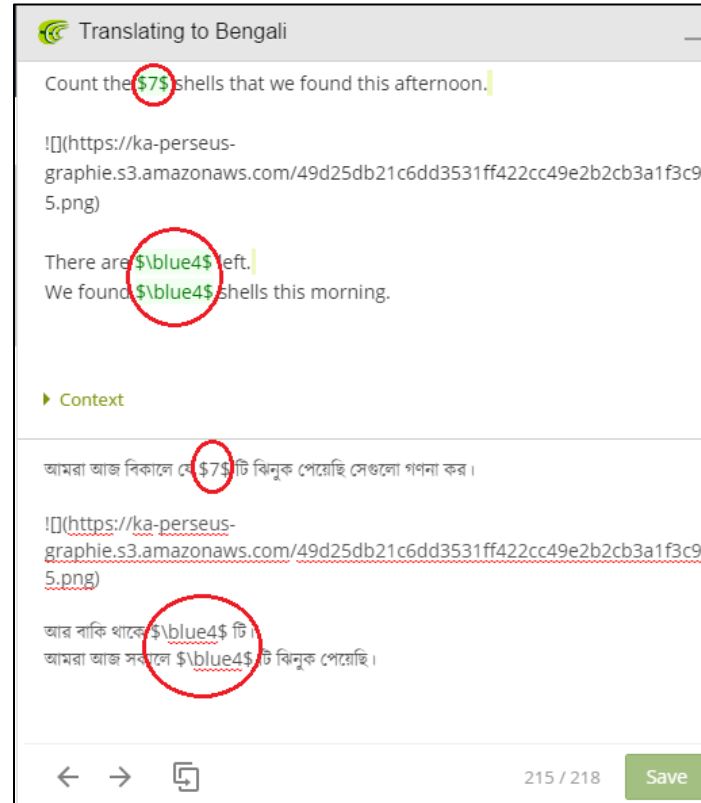 Translating to Bengali
Count the $7$ shells that we found this afternoon.
![](https://ka-perseus-
graphie.s3.amazonaws.com/49d25db21c6dd3531ff422cc49e2b2cb3a1f3c9
5.png)
There are $\blue4$ left.
We found $\blue4$ shells this morning.
Context
আমরা আজ বিকালে যে $7$ টি ঝিনুক পেয়েছি সেগুলো গণনা কর।
![](https://ka-perseus-
graphie.s3.amazonaws.com/49d25db21c6dd3531ff422cc49e2b2cb3a1f3c9
5.png)
আর বাকি থাকে $\blue4$ টি।
আমরা আজ সকালে $\blue4$ টি ঝিনুক পেয়েছি।
215 / 218
Save